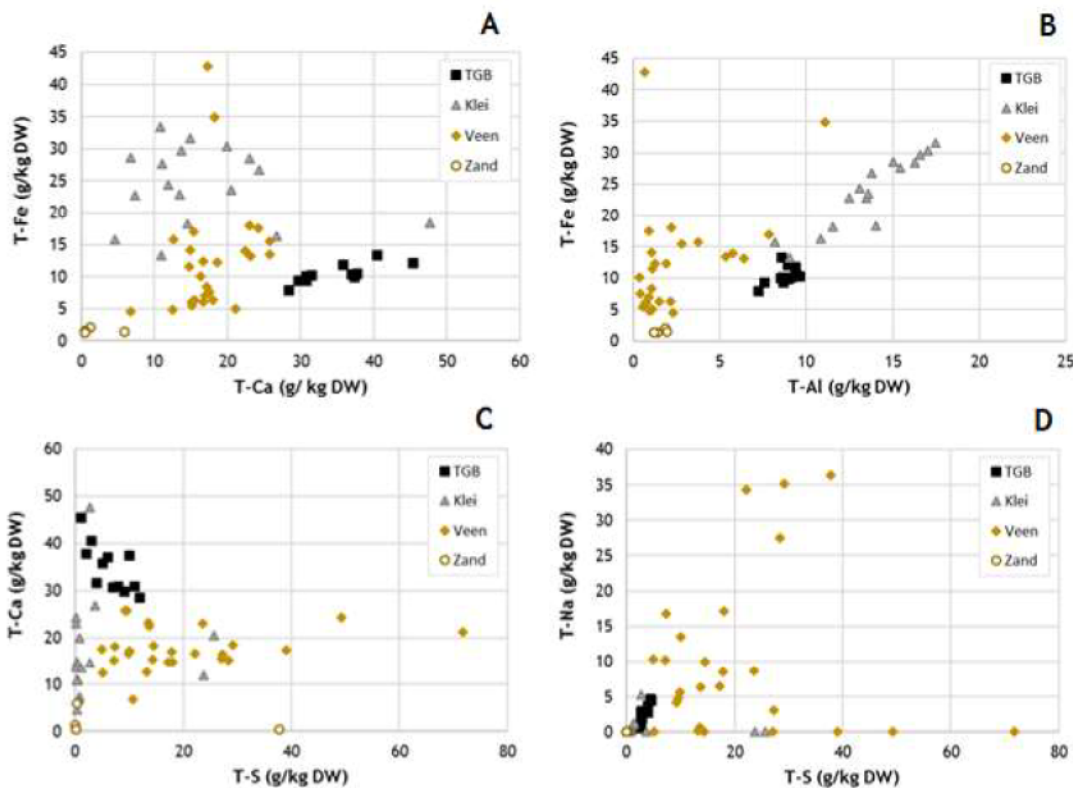 A
45
40
35
30
25
20
15
10
5
0
T-Fe (g/kg DW)
0 10 20 30 40 50 60
T-Ca (g/ kg DW)
TGB
Klei
Veen
Zand
B
45
40
35
30
25
20
15
10
5
0
T-Fe (g/kg DW)
0 5 10 15 20 25
T-Al (g/kg DW)
TGB
Klei
Veen
Zand
C
60
50
40
30
20
10
0
T-Ca (g/kg DW)
0 20 40 60 80
T-S (g/kg DW)
TGB
Klei
Veen
Zand
D
40
35
30
25
20
15
10
5
0
T-Na (g/kg DW)
0 20 40 60 80
T-S (g/kg DW)
TGB
Klei
Veen
Zand